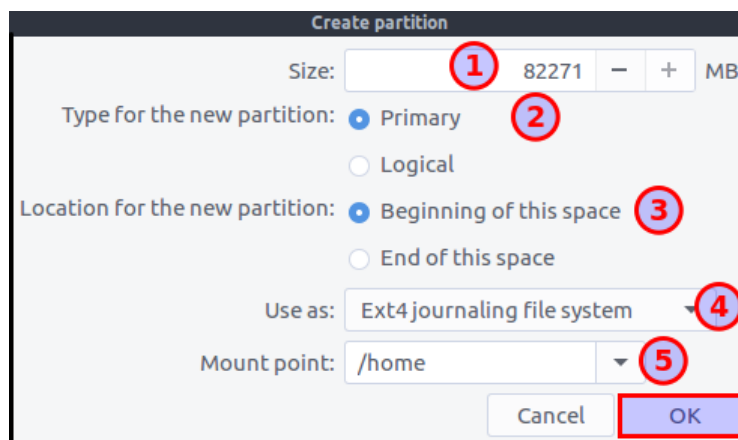 Create partition
Size: 1 82271 − + MB
Type for the new partition: Primary 2
Logical
Location for the new partition: Beginning of this space 3
End of this space
Use as: Ext4 journaling file system 4
Mount point: /home 5
Cancel OK